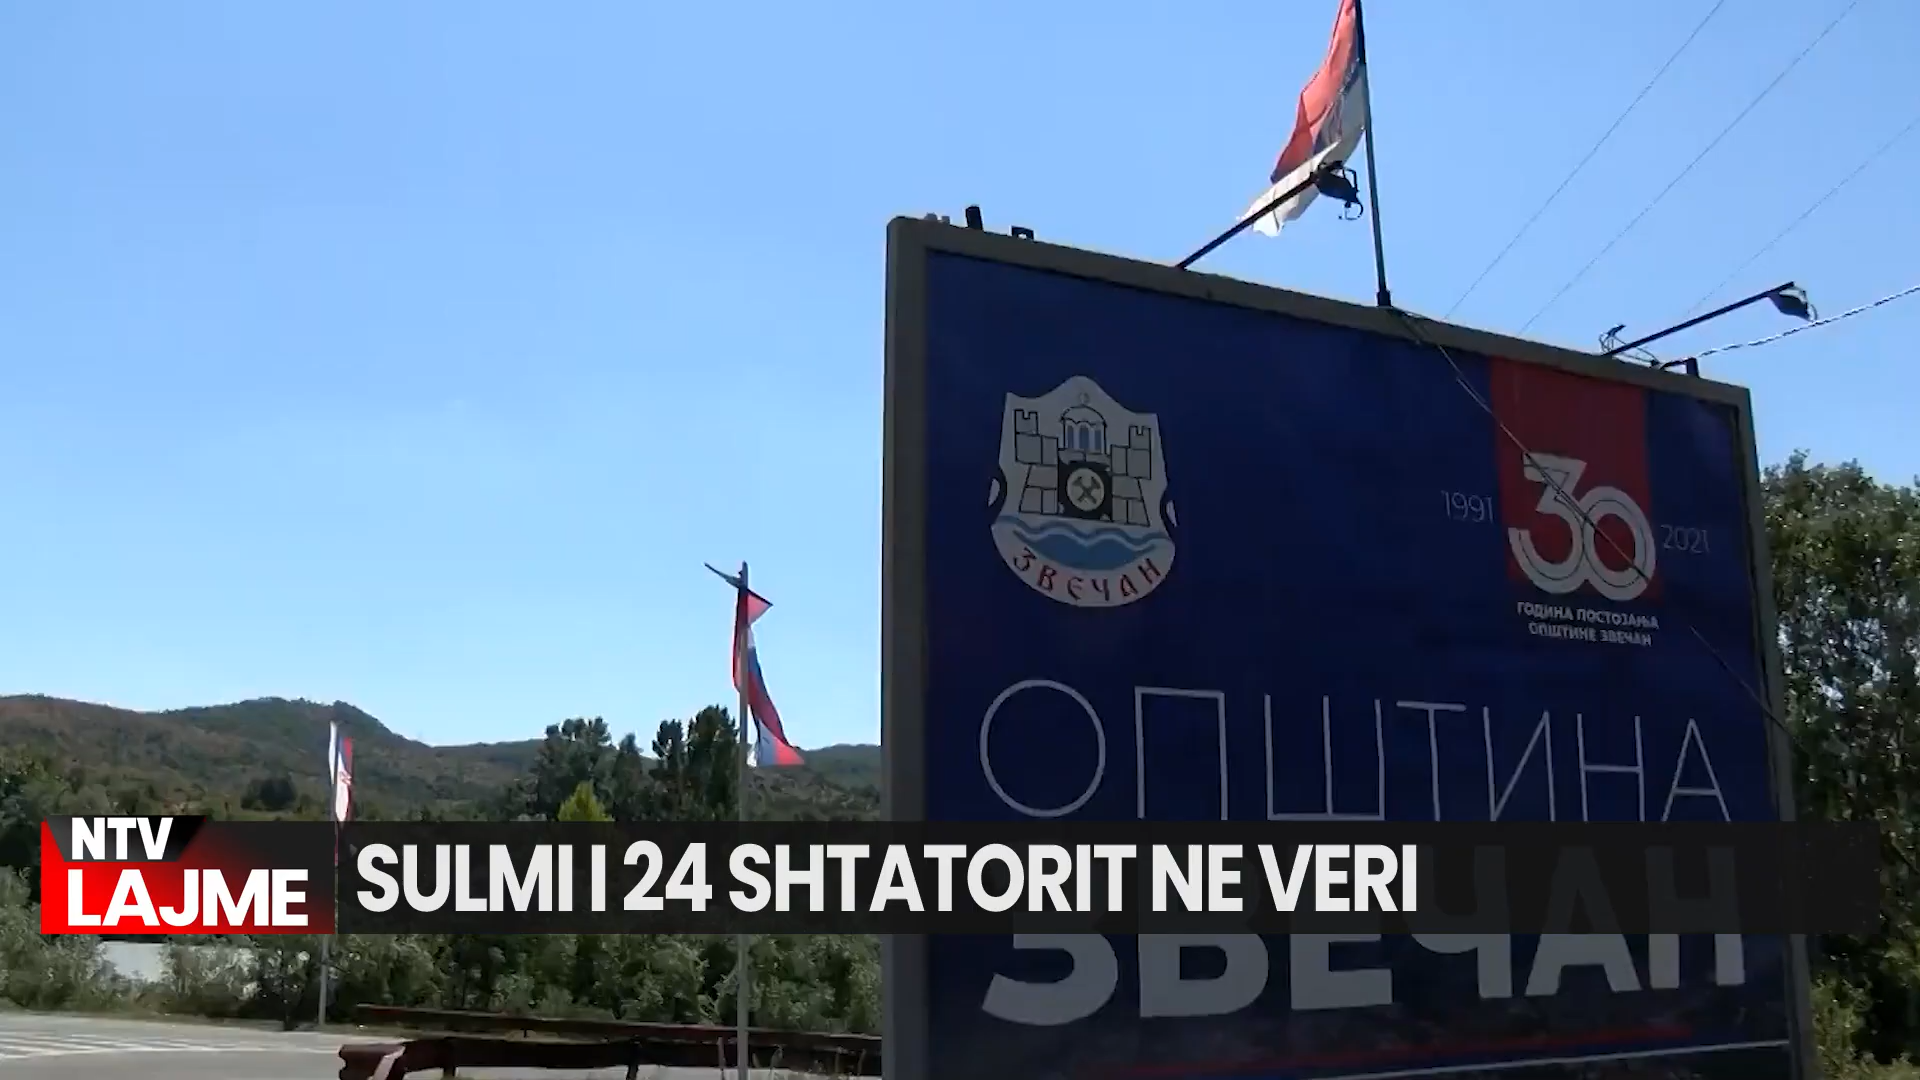 ЗВЕЧАН
1991
30
2021
ГОДИНА ПОСТОЈАЊА
ОПШТИНЕ ЗВЕЧАН
ОПШТИНА
ЗВЕЧАН
NTV
LAJME
SULMI I 24 SHTATORIT NE VERI